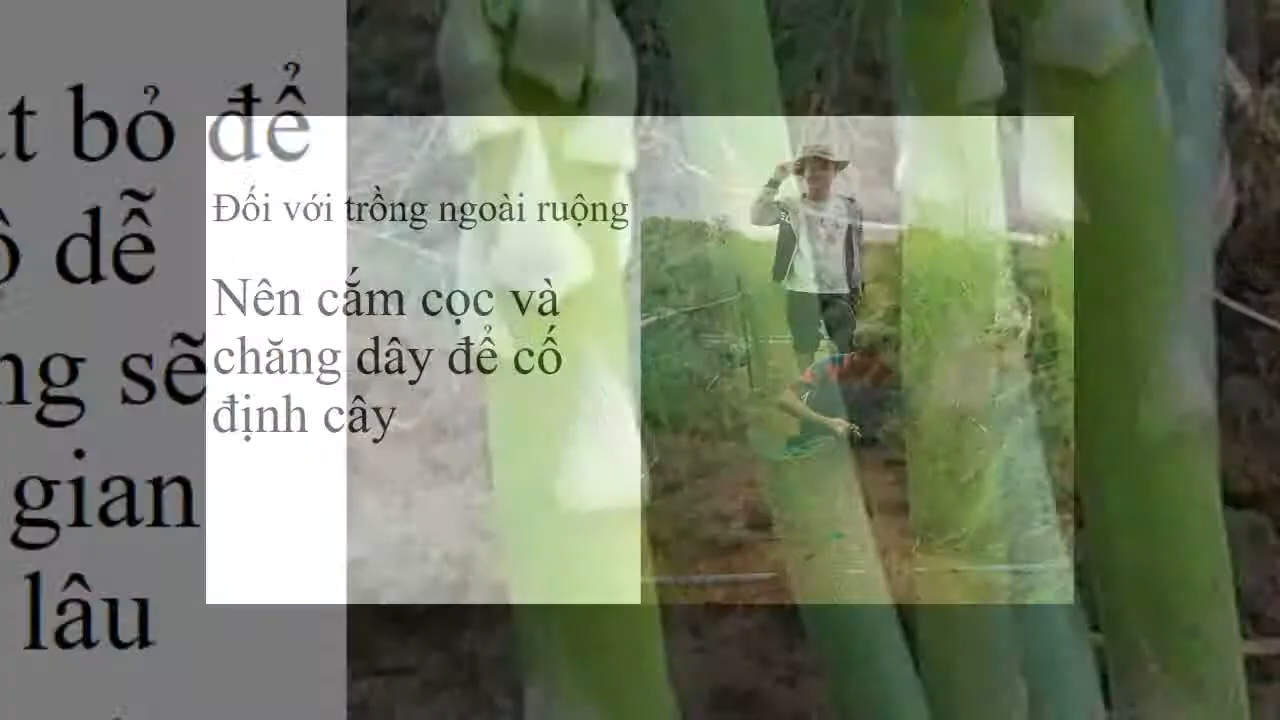 t bỏ để
dễ
ng sẽ
gian
lâu
Đối với trồng ngoài ruộng
Nên cắm cọc và
chăng dây để cố
định cây